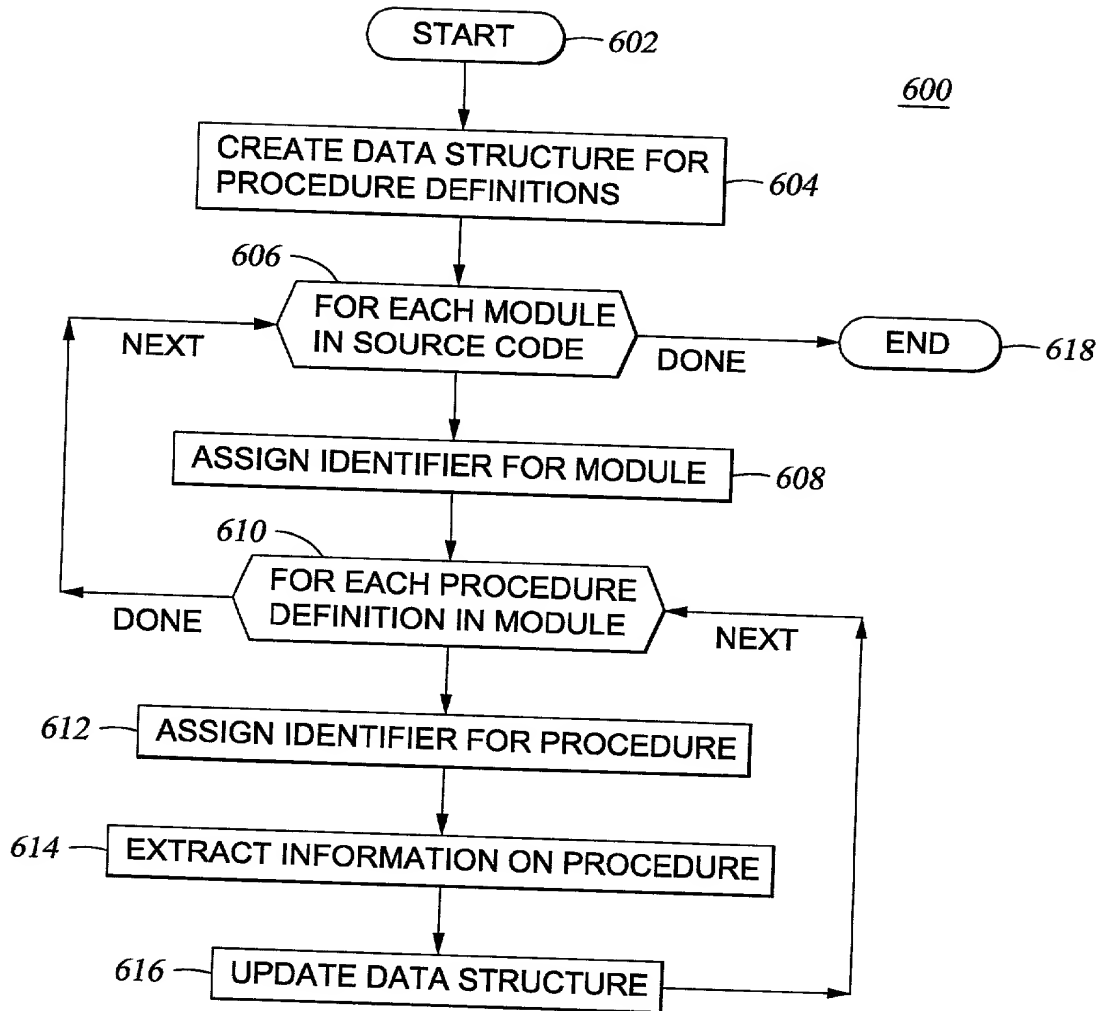 START
602
600
CREATE DATA STRUCTURE FOR
PROCEDURE DEFINITIONS
604
606
FOR EACH MODULE
IN SOURCE CODE
NEXT
DONE
END
618
ASSIGN IDENTIFIER FOR MODULE
608
610
FOR EACH PROCEDURE
DEFINITION IN MODULE
DONE
NEXT
612
ASSIGN IDENTIFIER FOR PROCEDURE
614
EXTRACT INFORMATION ON PROCEDURE
616
UPDATE DATA STRUCTURE